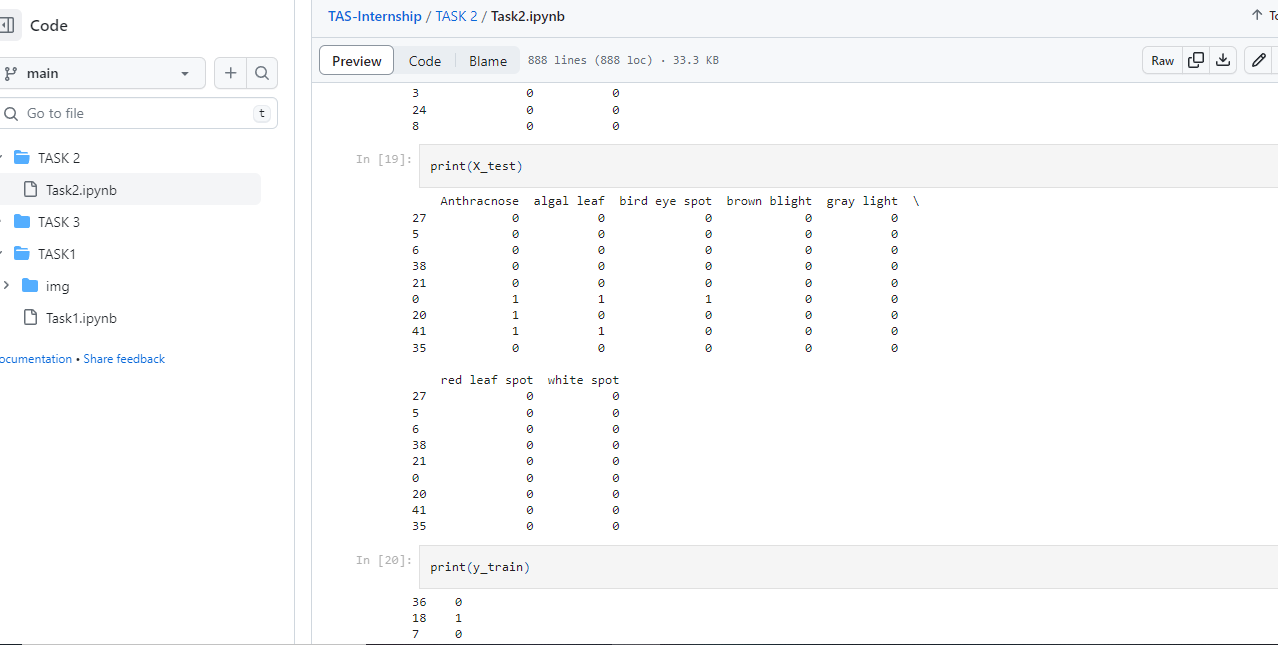 Code
TAS-Internship / TASK 2 / Task2.ipynb
main
Preview Code Blame 888 lines (888 loc) · 33.3 KB Raw
Go to file t
TASK 2
Task2.ipynb
TASK 3
TASK1
img
Task1.ipynb
ocumentation • Share feedback
3 0 0
24 0 0
8 0 0
In [19]: print(X_test)
Anthracnose algal leaf bird eye spot brown blight gray light \
27 0 0 0 0 0
5 0 0 0 0 0
6 0 0 0 0 0
38 0 0 0 0 0
21 0 0 0 0 0
0 1 1 1 0 0
20 1 0 0 0 0
41 1 1 0 0 0
35 0 0 0 0 0
red leaf spot white spot
27 0 0
5 0 0
6 0 0
38 0 0
21 0 0
0 0 0
20 0 0
41 0 0
35 0 0
In [20]: print(y_train)
36 0
18 1
7 0